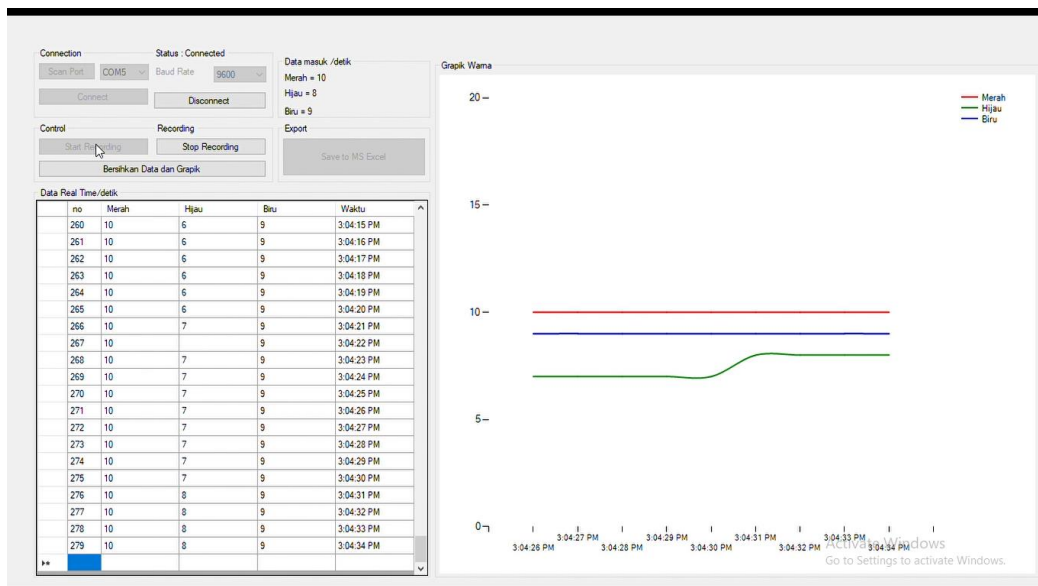 Connection
Status : Connected
Scan Port COM5 Baud Rate 9600
Connect Disconnect
Data masuk /detik
Merah = 10
Hijau = 8
Biru = 9
Control Recording
Start Recording Stop Recording
Bersihkan Data dan Grapik
Export
Save to MS Excel
Data Real Time/detik
no Merah Hijau Biru Waktu
260 10 6 9 3:04:15 PM
261 10 6 9 3:04:16 PM
262 10 6 9 3:04:17 PM
263 10 6 9 3:04:18 PM
264 10 6 9 3:04:19 PM
265 10 6 9 3:04:20 PM
266 10 7 9 3:04:21 PM
267 10 9 3:04:22 PM
268 10 7 9 3:04:23 PM
269 10 7 9 3:04:24 PM
270 10 7 9 3:04:25 PM
271 10 7 9 3:04:26 PM
272 10 7 9 3:04:27 PM
273 10 7 9 3:04:28 PM
274 10 7 9 3:04:29 PM
275 10 7 9 3:04:30 PM
276 10 8 9 3:04:31 PM
277 10 8 9 3:04:32 PM
278 10 8 9 3:04:33 PM
279 10 8 9 3:04:34 PM
Grapik Warna
Merah
Hijau
Biru
20
15
10
5
0
3:04:26 PM 3:04:27 PM 3:04:28 PM 3:04:29 PM 3:04:30 PM 3:04:31 PM 3:04:32 PM 3:04:33 PM 3:04:34 PM
Activate Windows
Go to Settings to activate Windows.